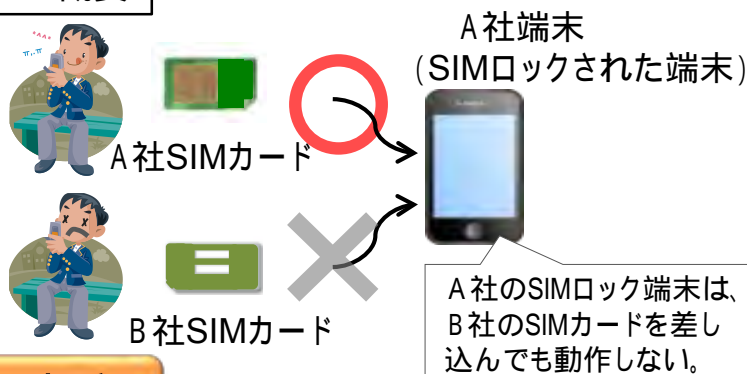 A社端末
(SIMロックされた端末)
A社SIMカード
B社SIMカード
A社のSIMロック端末は、
B社のSIMカードを差し
込んでも動作しない。